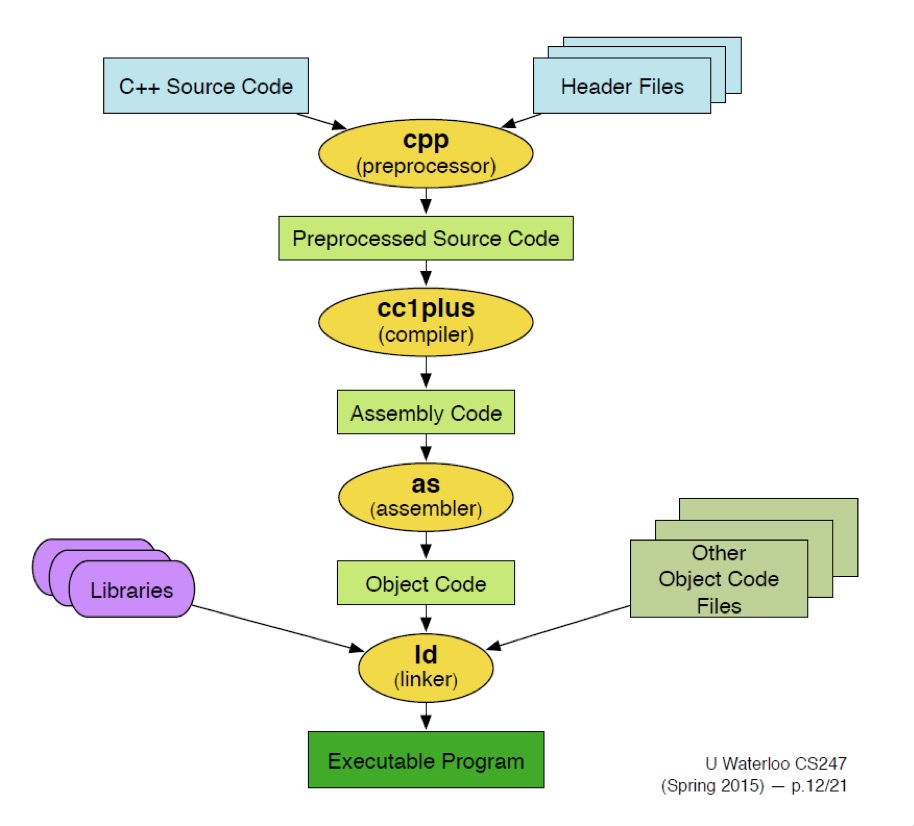 C++ Source Code
Header Files
cpp
(preprocessor)
Preprocessed Source Code
cc1plus
(compiler)
Assembly Code
as
(assembler)
Object Code
Libraries
Other
Object Code
Files
ld
(linker)
Executable Program
U Waterloo CS247
(Spring 2015) — p.12/21